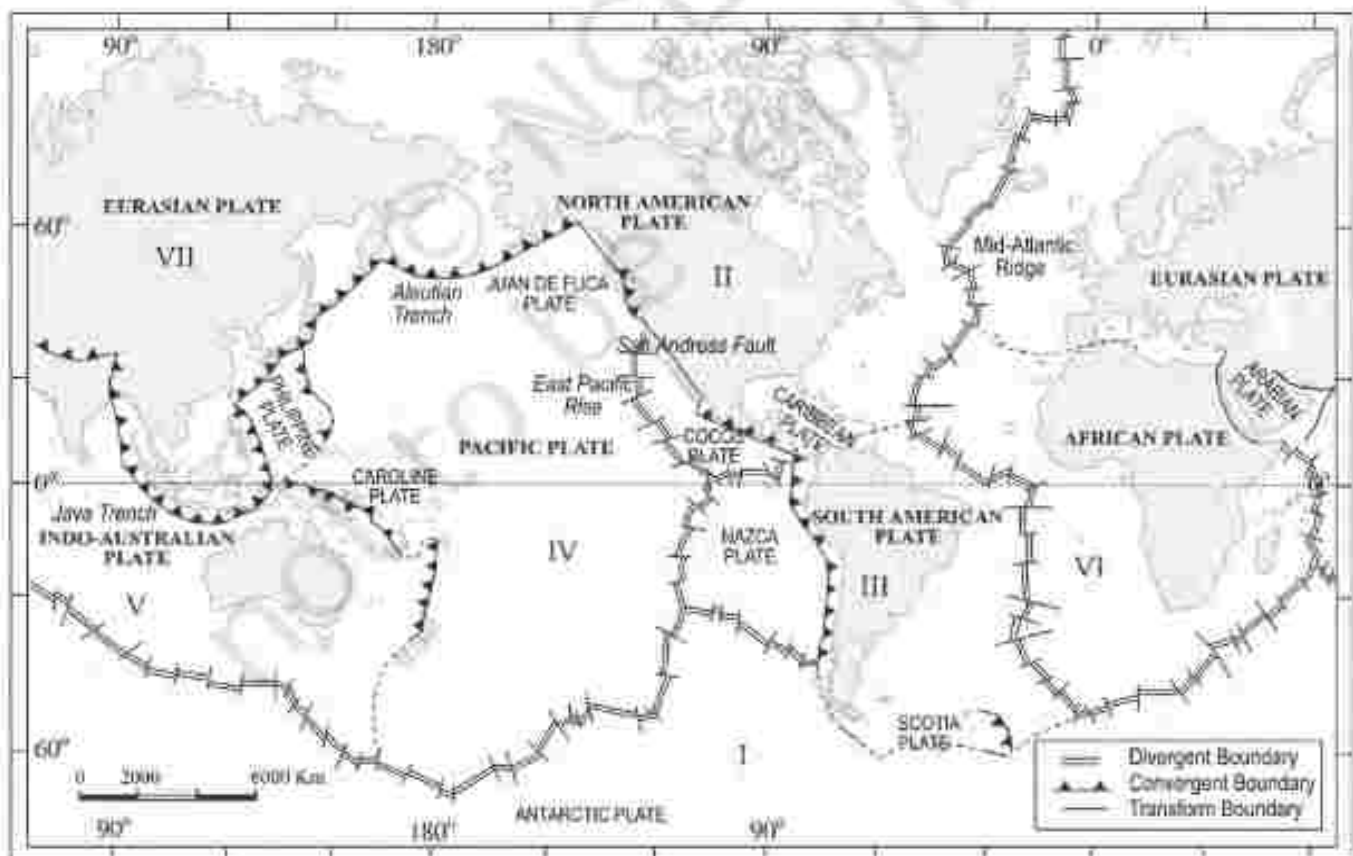 90°
180°
90°
0°
EURASIAN PLATE
VII
NORTH AMERICAN
PLATE
60°
II
Mid-Atlantic
Ridge
EURASIAN PLATE
Aleutian
Trench
JUAN DE FUCA
PLATE
San Andross Fault
East Pacific
Rise
PHILIPPINE
PLATE
CARIBBEAN
PLATE
ARABIAN
PLATE
PACIFIC PLATE
COCOS
PLATE
AFRICAN PLATE
0°
CAROLINE
PLATE
Java Trench
INDO-AUSTRALIAN
PLATE
V
IV
NAZCA
PLATE
SOUTH AMERICAN
PLATE
III
VI
60°
SCOTIA
PLATE
I
0 2000 6000 Km
ANTARCTIC PLATE
Divergent Boundary
Convergent Boundary
Transform Boundary
90°
180°
90°
0°